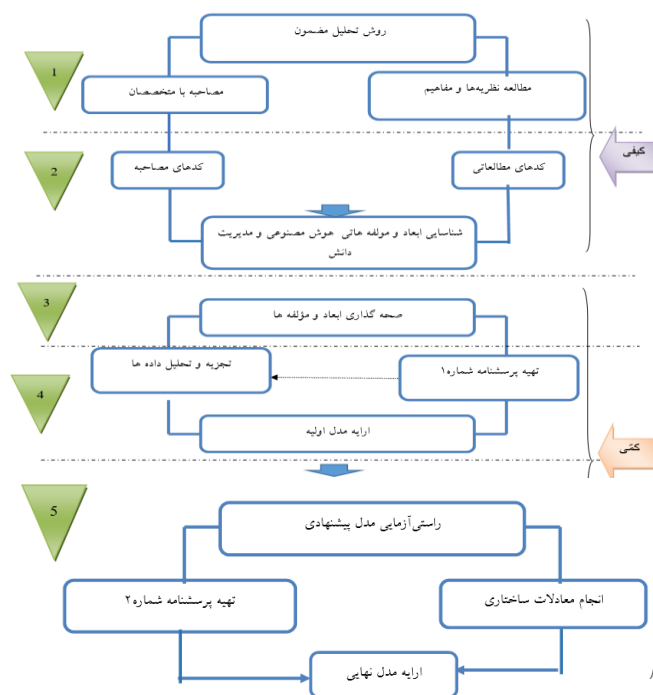 روش تحلیل مضمون
1
مطالعه نظریه‌ها و مفاهیم
مصاحبه با متخصصان
کیفی
2
کدهای مطالعاتی
کدهای مصاحبه
شناسایی ابعاد و مولفه هاتی هوش مصنوعی و مدیریت
دانش
3
صحه گذاری ابعاد و مؤلفه ها
تهیه پرسشنامه شماره۱
تجزیه و تحلیل داده ها
4
ارایه مدل اولیه
کمّی
5
راستی‌آزمایی مدل پیشنهادی
انجام معادلات ساختاری
تهیه پرسشنامه شماره۲
ارایه مدل نهایی